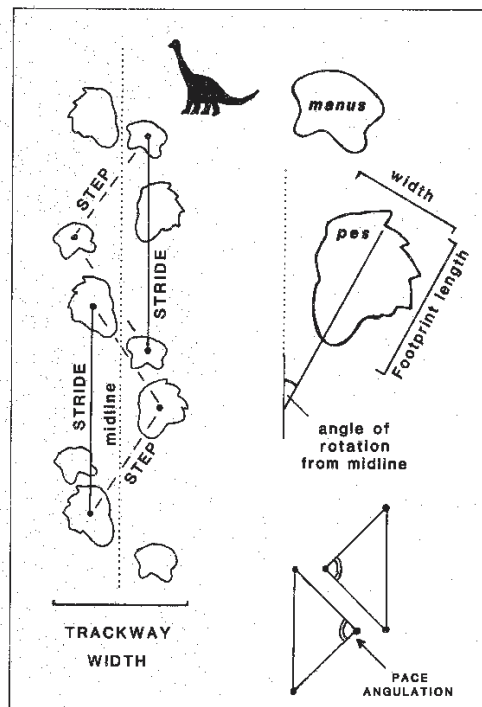 manus
STEP
width
pes
STRIDE
Footprint length
STRIDE
midline
STEP
angle of
rotation
from midline
TRACKWAY
WIDTH
PACE
ANGULATION